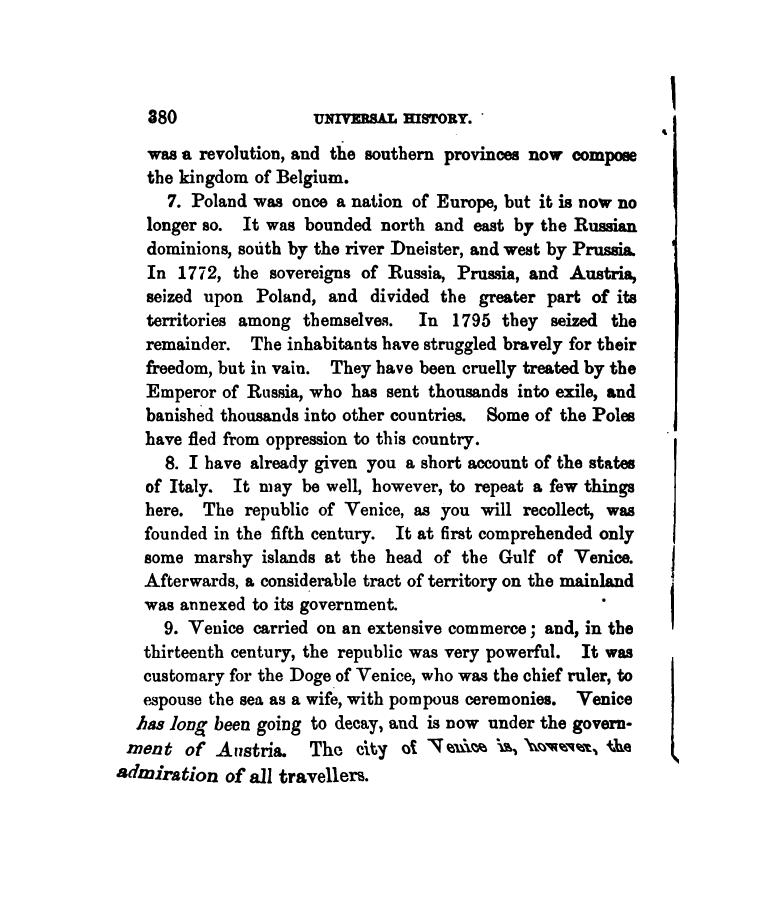 380 UNIVERSAL HISTORY.
was a revolution, and the southern provinces now compose
the kingdom of Belgium.
7. Poland was once a nation of Europe, but it is now no
longer so. It was bounded north and east by the Russian
dominions, south by the river Dneister, and west by Prussia.
In 1772, the sovereigns of Russia, Prussia, and Austria,
seized upon Poland, and divided the greater part of its
territories among themselves. In 1795 they seized the
remainder. The inhabitants have struggled bravely for their
freedom, but in vain. They have been cruelly treated by the
Emperor of Russia, who has sent thousands into exile, and
banished thousands into other countries. Some of the Poles
have fled from oppression to this country.
8. I have already given you a short account of the states
of Italy. It may be well, however, to repeat a few things
here. The republic of Venice, as you will recollect, was
founded in the fifth century. It at first comprehended only
some marshy islands at the head of the Gulf of Venice.
Afterwards, a considerable tract of territory on the mainland
was annexed to its government.
9. Venice carried on an extensive commerce; and, in the
thirteenth century, the republic was very powerful. It was
customary for the Doge of Venice, who was the chief ruler, to
espouse the sea as a wife, with pompous ceremonies. Venice
has long been going to decay, and is now under the govern-
ment of Austria. The city of Venice is, however, the
admiration of all travellers.